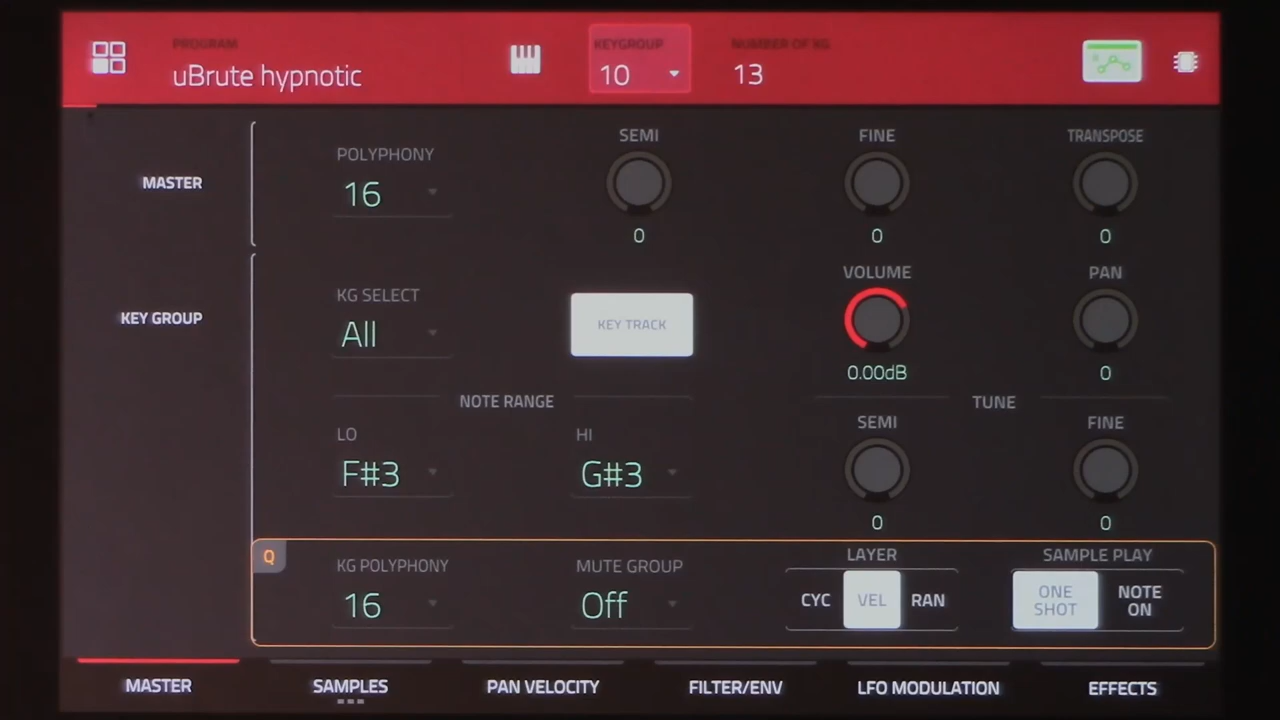 PROGRAM
uBrute hypnotic
KEYGROUP
10
NUMBER OF KG
13
MASTER
POLYPHONY
16
SEMI
0
FINE
0
TRANSPOSE
0
KEY GROUP
KG SELECT
All
KEY TRACK
VOLUME
0.00dB
PAN
0
NOTE RANGE
LO
F#3
HI
G#3
TUNE
SEMI
0
FINE
0
Q
KG POLYPHONY
16
MUTE GROUP
Off
LAYER
CYC VEL RAN
SAMPLE PLAY
ONE SHOT
NOTE ON
MASTER SAMPLES PAN VELOCITY FILTER/ENV LFO MODULATION EFFECTS